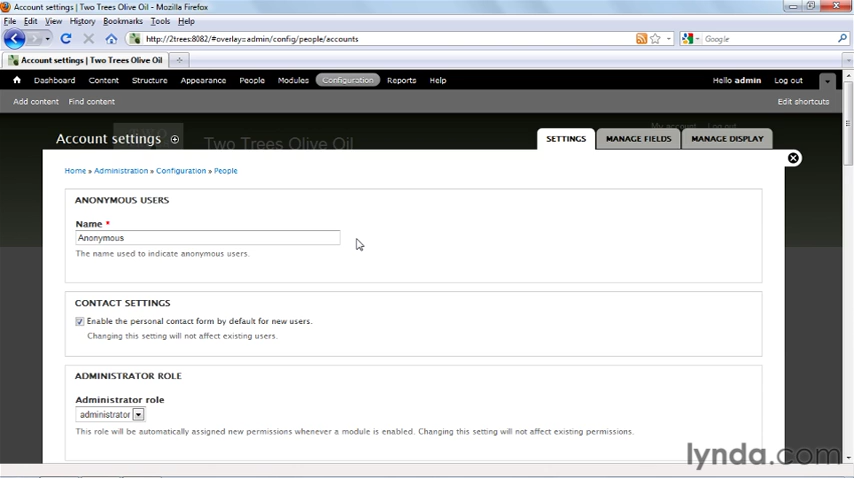 Account settings | Two Trees Olive Oil - Mozilla Firefox
File Edit View History Bookmarks Tools Help
http://2trees:8082/#overlay=admin/config/people/accounts
Google
Account settings | Two Trees Olive Oil
Dashboard Content Structure Appearance People Modules Configuration Reports Help
Hello admin Log out
Add content Find content
Edit shortcuts
My account Log out
Account settings
Two Trees Olive Oil
SETTINGS MANAGE FIELDS MANAGE DISPLAY
Home » Administration » Configuration » People
ANONYMOUS USERS
Name *
Anonymous
The name used to indicate anonymous users.
CONTACT SETTINGS
Enable the personal contact form by default for new users.
Changing this setting will not affect existing users.
ADMINISTRATOR ROLE
Administrator role
administrator
This role will be automatically assigned new permissions whenever a module is enabled. Changing this setting will not affect existing permissions.
lynda.com